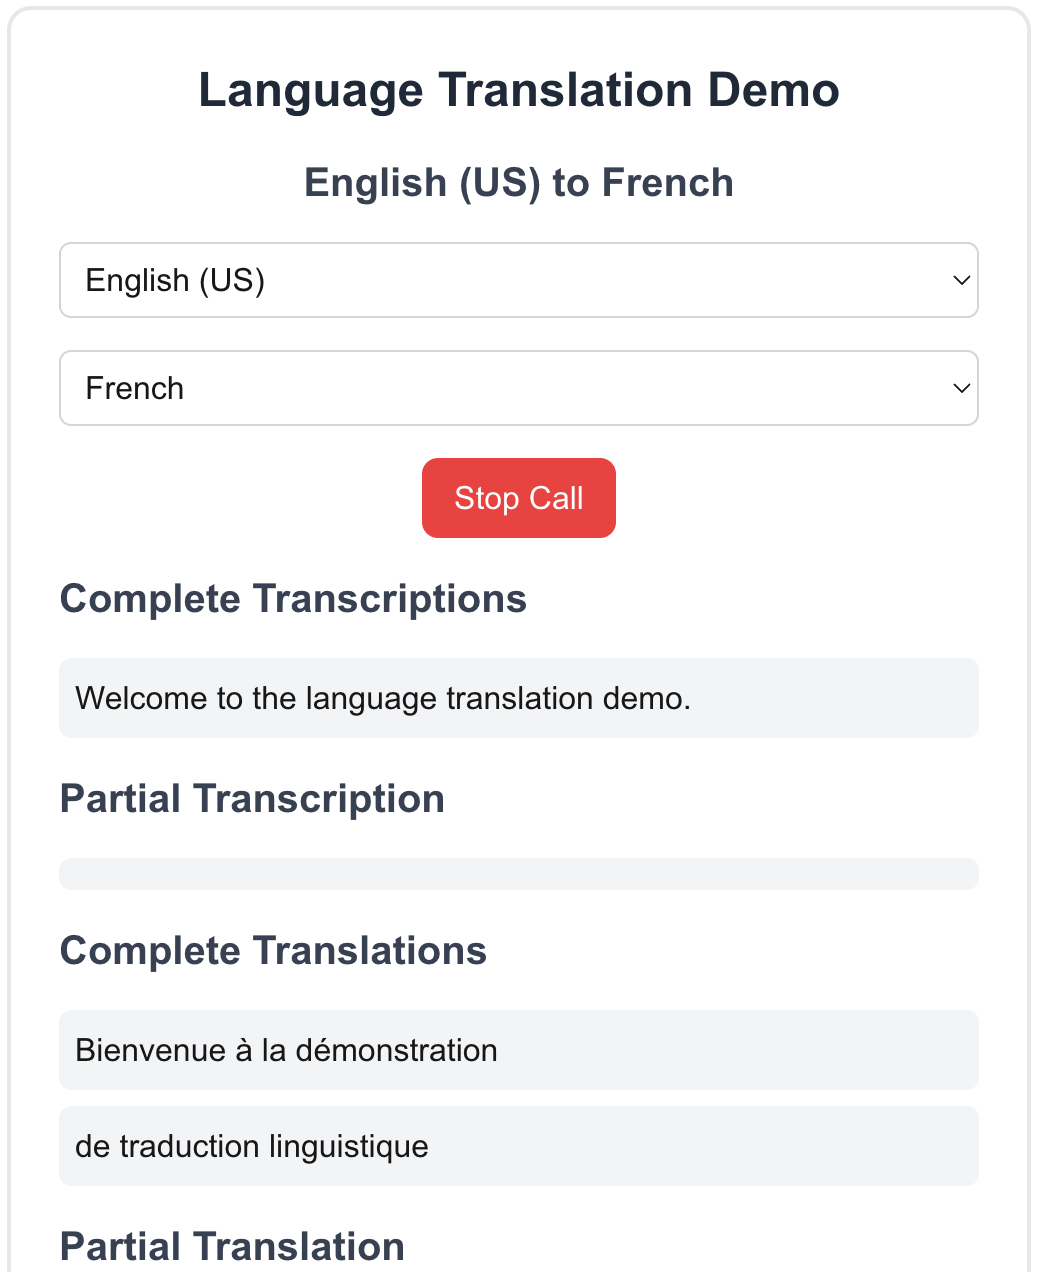 Language Translation Demo
English (US) to French
English (US)
French
Stop Call
Complete Transcriptions
Welcome to the language translation demo.
Partial Transcription
Complete Translations
Bienvenue à la démonstration
de traduction linguistique
Partial Translation